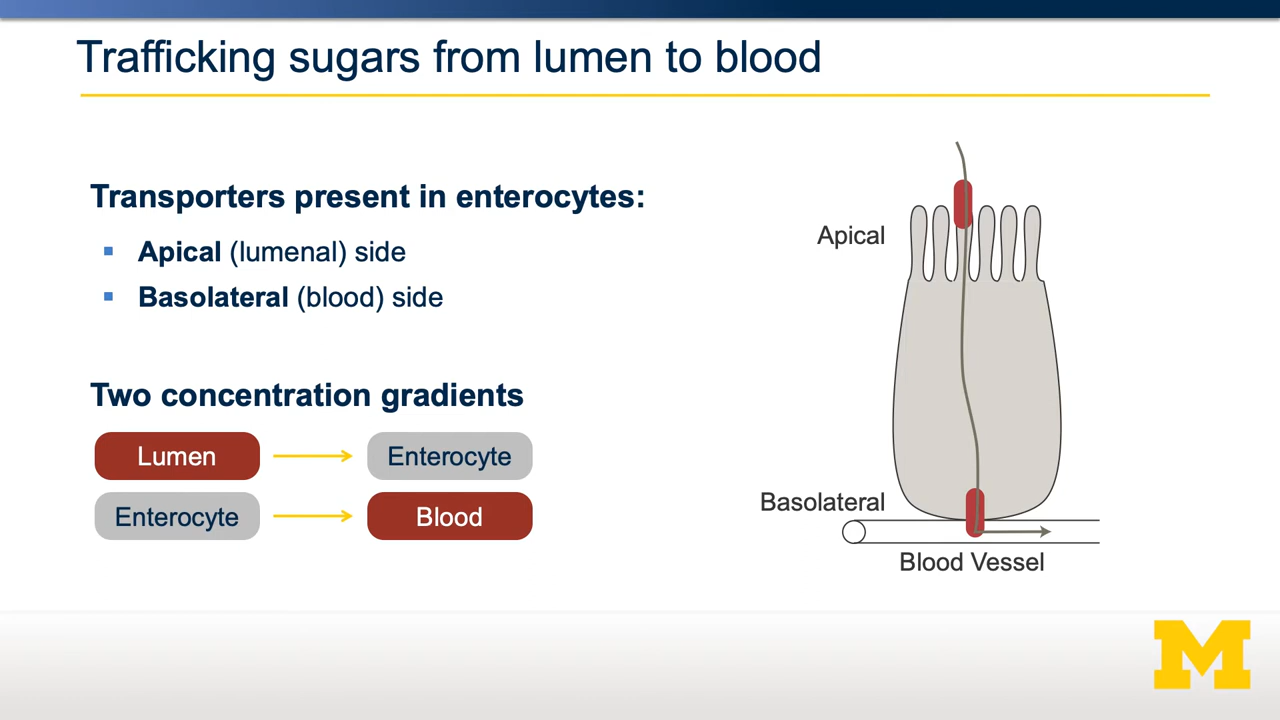 Trafficking sugars from lumen to blood
Transporters present in enterocytes:
Apical (lumenal) side
Basolateral (blood) side
Two concentration gradients
Lumen
Enterocyte
Enterocyte
Blood
Apical
Basolateral
Blood Vessel
M